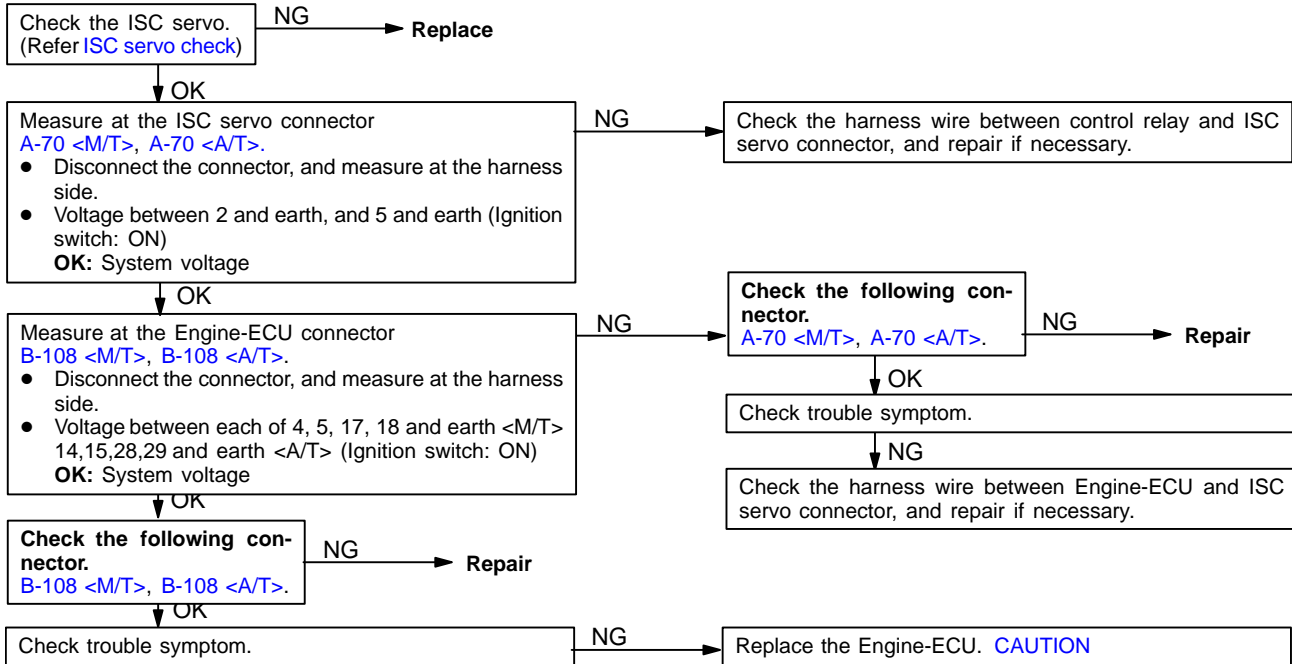 Check the ISC servo.
(Refer ISC servo check)
NG
Replace
OK
Measure at the ISC servo connector
A-70 <M/T>, A-70 <A/T>.
● Disconnect the connector, and measure at the harness
side.
● Voltage between 2 and earth, and 5 and earth (Ignition
switch: ON)
OK: System voltage
NG
Check the harness wire between control relay and ISC
servo connector, and repair if necessary.
OK
Measure at the Engine-ECU connector
B-108 <M/T>, B-108 <A/T>.
● Disconnect the connector, and measure at the harness
side.
● Voltage between each of 4, 5, 17, 18 and earth <M/T>
14,15,28,29 and earth <A/T> (Ignition switch: ON)
OK: System voltage
NG
Check the following con-
nector.
A-70 <M/T>, A-70 <A/T>.
NG
Repair
OK
Check trouble symptom.
NG
Check the harness wire between Engine-ECU and ISC
servo connector, and repair if necessary.
OK
Check the following con-
nector.
B-108 <M/T>, B-108 <A/T>.
NG
Repair
OK
Check trouble symptom.
NG
Replace the Engine-ECU. CAUTION